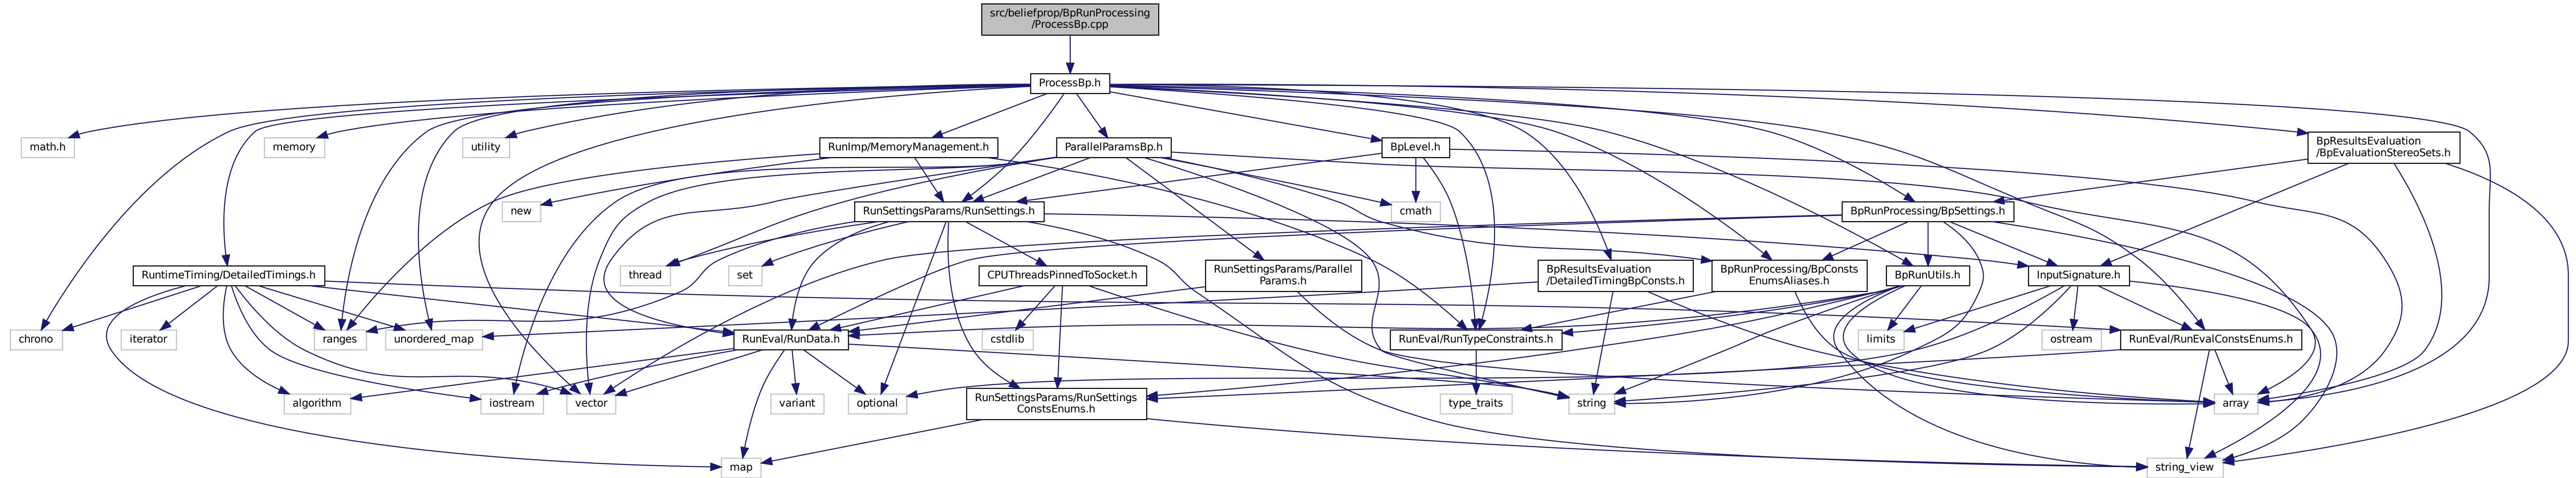 src/beliefprop/BpRunProcessing
/ProcessBp.cpp
ProcessBp.h
math.h
memory
utility
RunImp/MemoryManagement.h
ParallelParamsBp.h
BpLevel.h
BpResultsEvaluation
/BpEvaluationStereoSets.h
new
RunSettingsParams/RunSettings.h
cmath
BpRunProcessing/BpSettings.h
RuntimeTiming/DetailedTimings.h
thread
set
CPUThreadsPinnedToSocket.h
RunSettingsParams/Parallel
Params.h
BpResultsEvaluation
/DetailedTimingBpConsts.h
BpRunProcessing/BpConsts
EnumsAliases.h
BpRunUtils.h
InputSignature.h
chrono
iterator
ranges
unordered_map
RunEval/RunData.h
cstdlib
RunEval/RunTypeConstraints.h
limits
ostream
RunEval/RunEvalConstsEnums.h
algorithm
iostream
vector
variant
optional
RunSettingsParams/RunSettings
ConstsEnums.h
type_traits
string
array
map
string_view